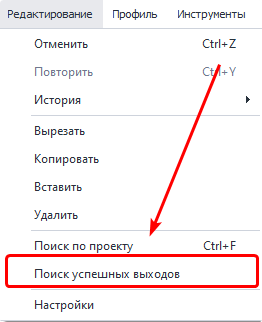 Редактирование Профиль Инструменты
Отменить Ctrl+Z
Повторить Ctrl+Y
История
Вырезать
Копировать
Вставить
Удалить
Поиск по проекту Ctrl+F
Поиск успешных выходов
Настройки